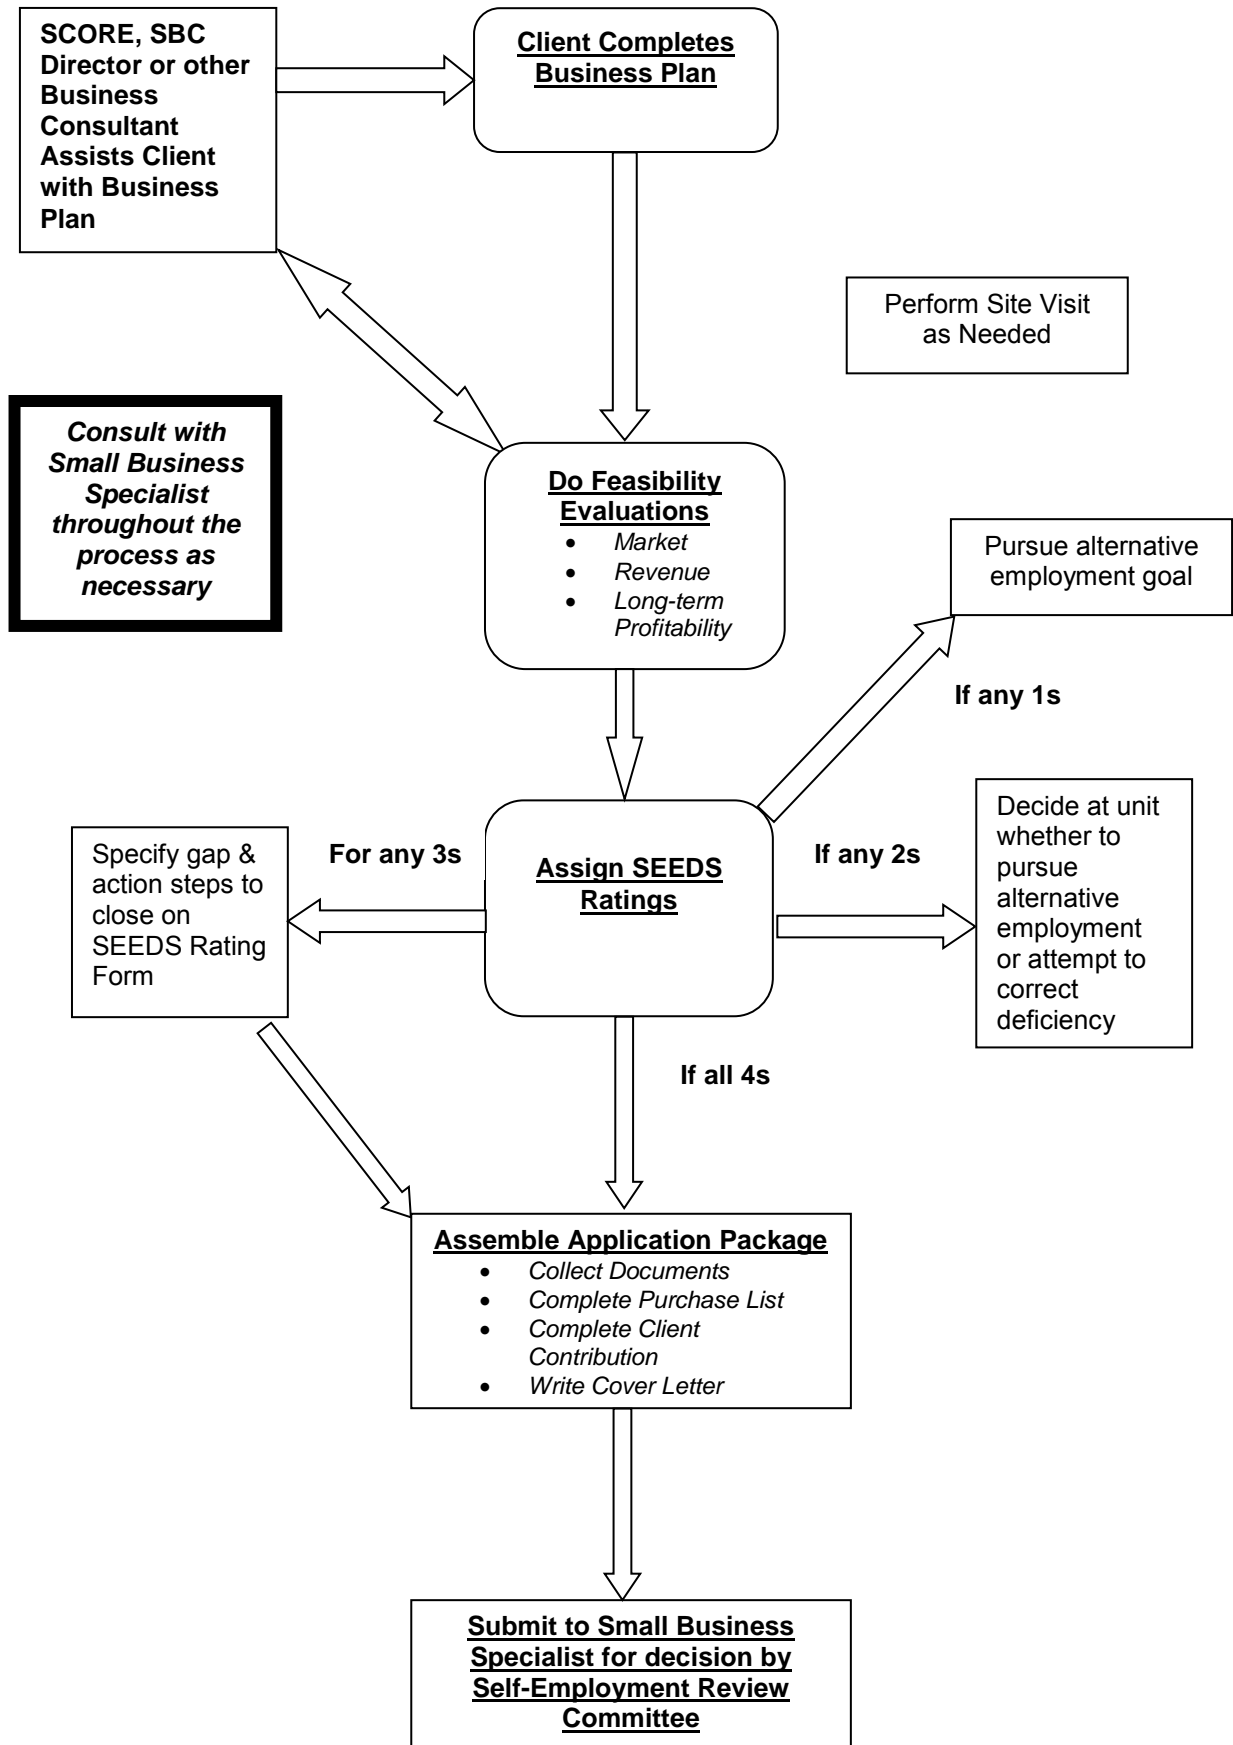 SCORE, SBC
Director or other
Business
Consultant
Assists Client
with Business
Plan
Client Completes
Business Plan
Perform Site Visit
as Needed
Consult with
Small Business
Specialist
throughout the
process as
necessary
Do Feasibility
Evaluations
• Market
• Revenue
• Long-term
Profitability
Pursue alternative
employment goal
If any 1s
Specify gap &
action steps to
close on
SEEDS Rating
Form
For any 3s
Assign SEEDS
Ratings
If any 2s
Decide at unit
whether to
pursue
alternative
employment
or attempt to
correct
deficiency
If all 4s
Assemble Application Package
• Collect Documents
• Complete Purchase List
• Complete Client
Contribution
• Write Cover Letter
Submit to Small Business
Specialist for decision by
Self-Employment Review
Committee